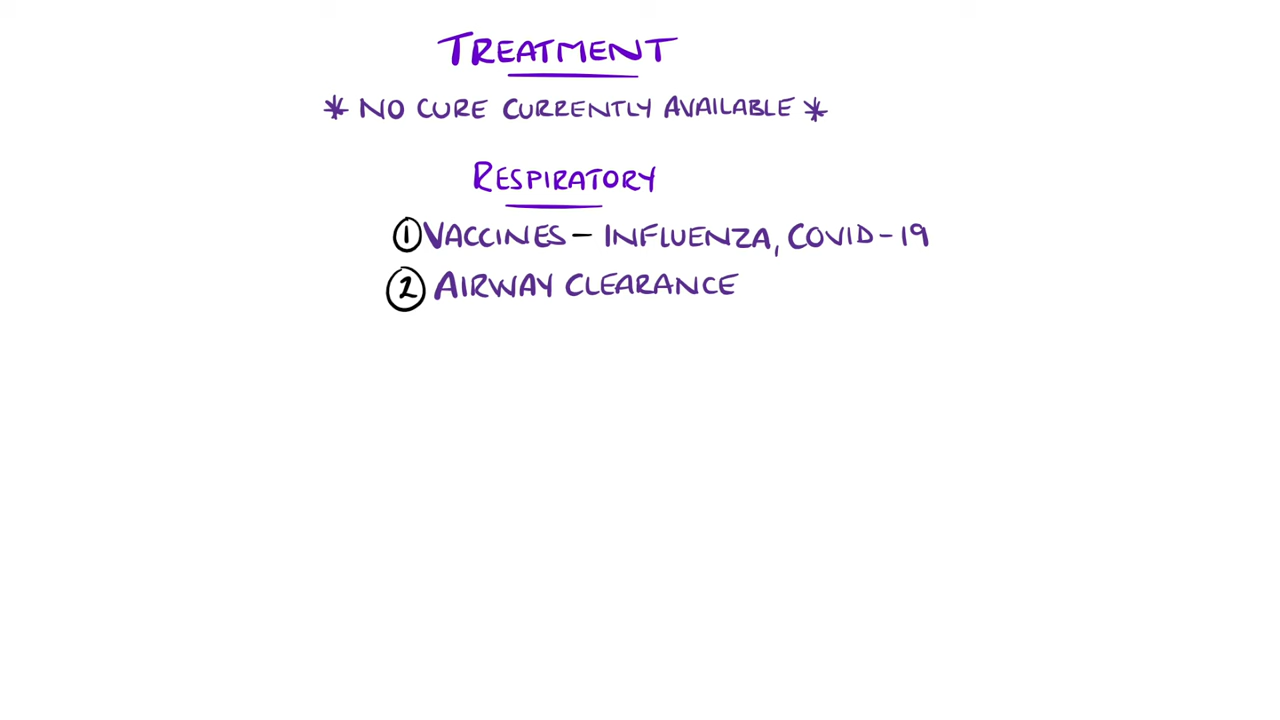 TREATMENT
* NO CURE CURRENTLY AVAILABLE *
RESPIRATORY
① VACCINES - INFLUENZA, COVID-19
② AIRWAY CLEARANCE